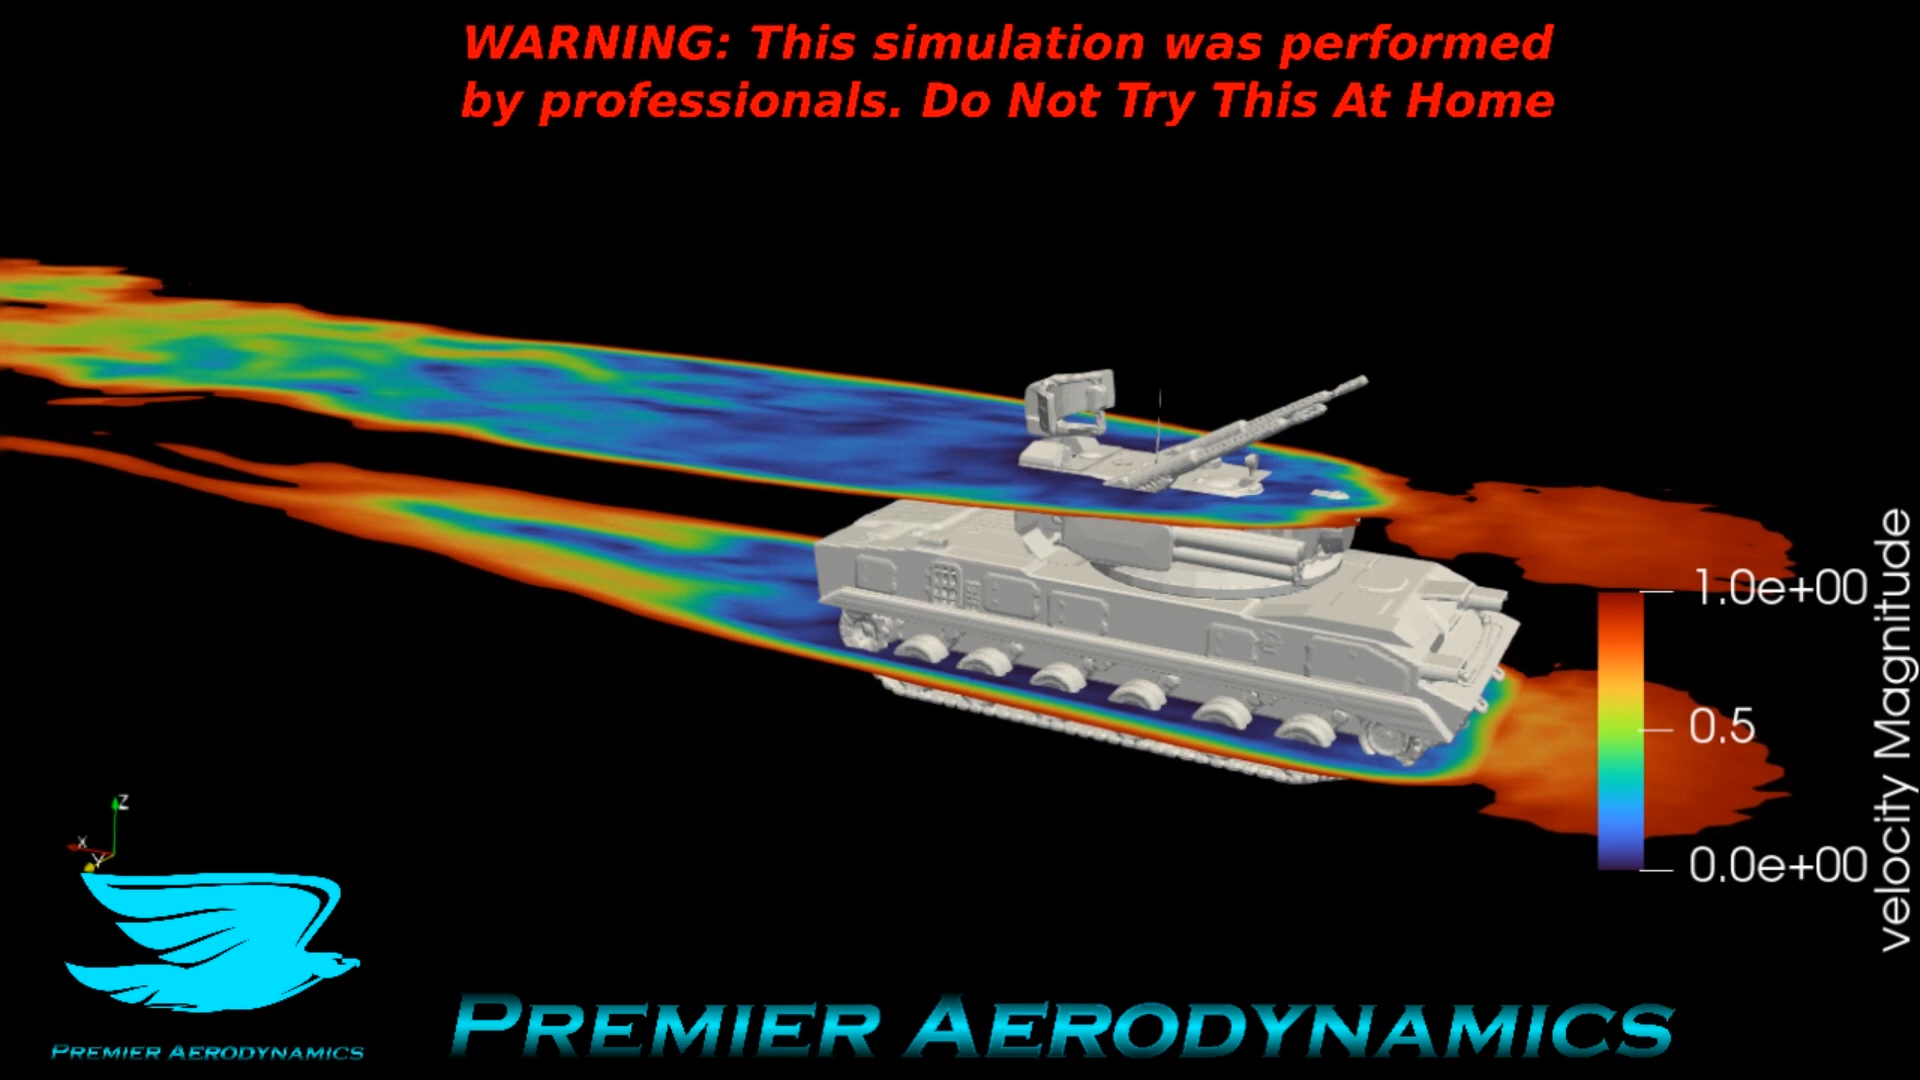 WARNING: This simulation was performed
by professionals. Do Not Try This At Home
1.0e+00
0.5
0.0e+00
velocity Magnitude
Z
X
Y
PREMIER AERODYNAMICS
PREMIER AERODYNAMICS